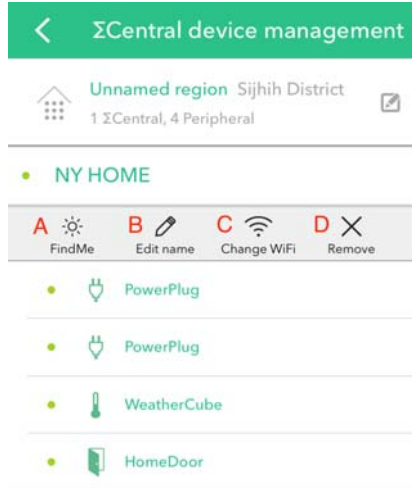 ΣCentral device management
Unnamed region Sijhih District
1 ΣCentral, 4 Peripheral
NY HOME
A B C D
FindMe Edit name Change WiFi Remove
PowerPlug
PowerPlug
WeatherCube
HomeDoor